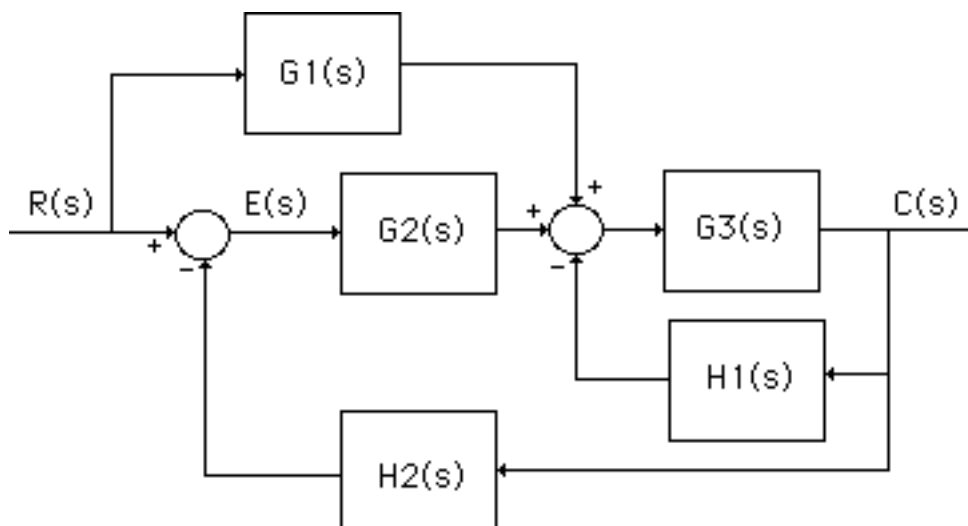 G1(s)
R(s)
E(s)
G2(s)
G3(s)
C(s)
+
-
+
+
-
H1(s)
H2(s)